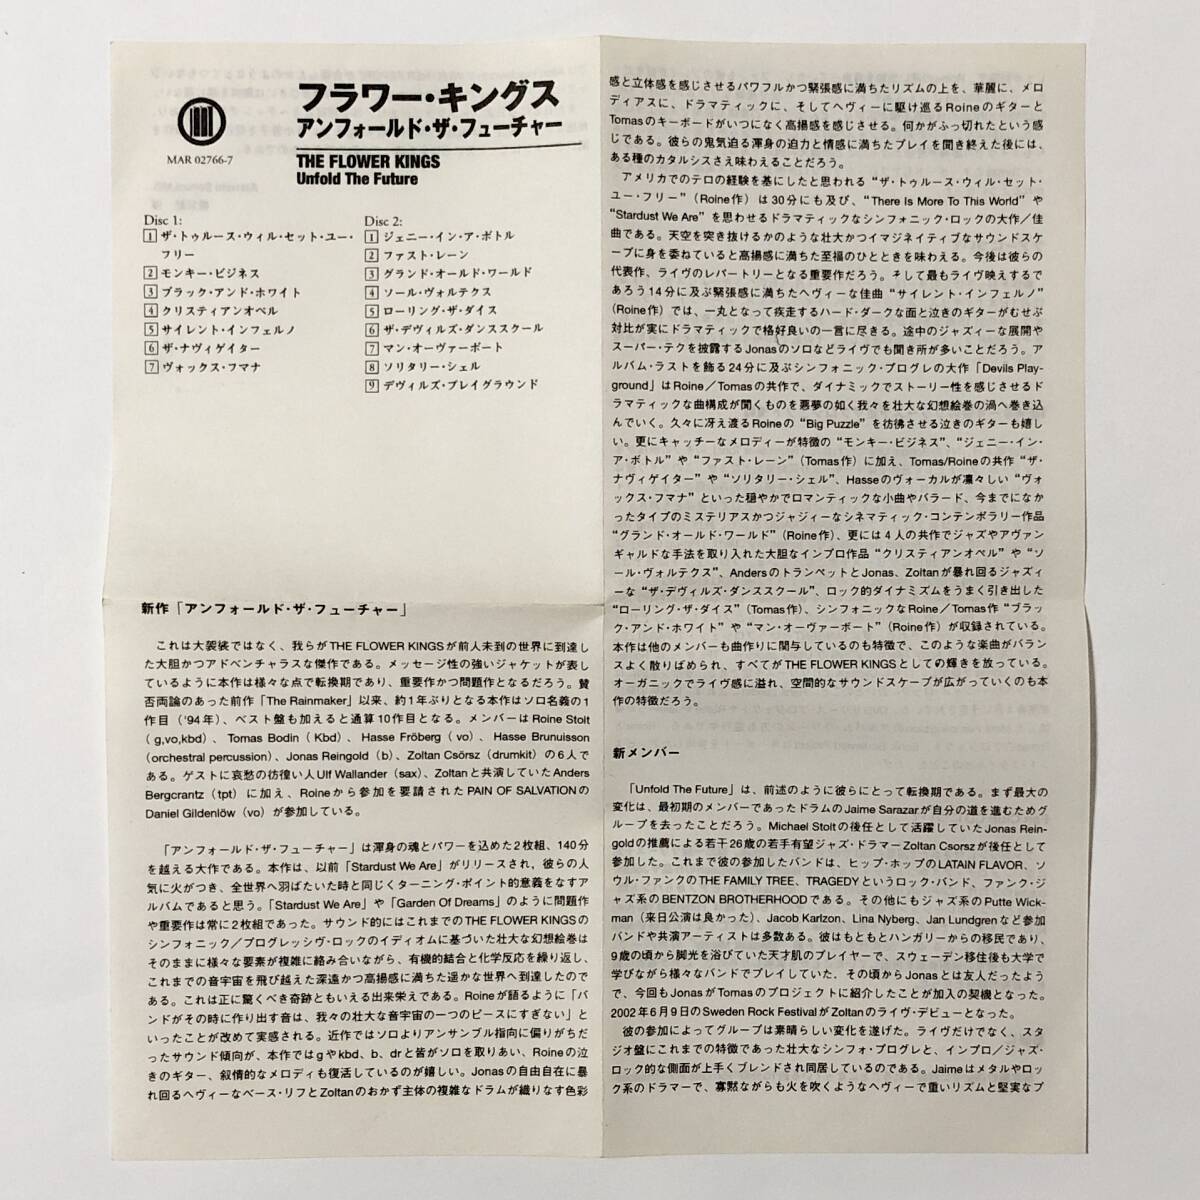 フラワー・キングス
アンフォールド・ザ・フューチャー
MAR 02766-7
THE FLOWER KINGS
Unfold The Future
Disc 1:
1 ザ・トゥルース・ウィル・セット・ユー・
フリー
2 モンキー・ビジネス
3 ブラック・アンド・ホワイト
4 クリスティアンオペル
5 サイレント・インフェルノ
6 ザ・ナヴィゲイター
7 ヴォックス・フマナ
Disc 2:
1 ジェニー・イン・ア・ボトル
2 ファスト・レーン
3 グランド・オールド・ワールド
4 ソール・ヴォルテクス
5 ローリング・ザ・ダイス
6 ザ・デヴィルズ・ダンススクール
7 マン・オーヴァーボート
8 ソリタリー・シェル
9 デヴィルズ・プレイグラウンド
新作「アンフォールド・ザ・フューチャー」
これは大袈裟ではなく、我らがTHE FLOWER KINGSが前人未到の世界に到達し
た大胆かつアドベンチャラスな傑作である。メッセージ性の強いジャケットが表し
ているように本作は様々な点で転換期であり、重要作かつ問題作となるだろう。賛
否両論のあった前作「The Rainmaker」以来、約1年ぶりとなる本作はソロ名義の1
作目（'94年）、ベスト盤も加えると通算10作目となる。メンバーはRoine Stoit
（g,vo,kbd）、Tomas Bodin（Kbd）、Hasse Fröberg（vo）、Hasse Brunuisson
（orchestral percussion）、Jonas Reingold（b）、Zoltan Csörsz（drumkit）の6人で
ある。ゲストに哀愁の彷徨い人Ulf Wallander（sax）、Zoltanと共演していたAnders
Bergcrantz（tpt）に加え、Roineから参加を要請されたPAIN OF SALVATIONの
Daniel Gildenlöw（vo）が参加している。
「アンフォールド・ザ・フューチャー」は渾身の魂とパワーを込めた2枚組、140分
を越える大作である。本作は、以前「Stardust We Are」がリリースされ，彼らの人
気に火がつき、全世界へ羽ばたいた時と同じくターニング・ポイント的意義をなすア
ルバムであると思う。「Stardust We Are」や「Garden Of Dreams」のように問題作
や重要作は常に2枚組であった。サウンド的にはこれまでのTHE FLOWER KINGSの
シンフォニック／プログレッシヴ・ロックのイディオムに基づいた壮大な幻想絵巻は
そのままに様々な要素が複雑に絡み合いながら、有機的結合と化学反応を繰り返し、
これまでの音宇宙を飛び越えた深遠かつ高揚感に満ちた遥かな世界へ到達したので
ある。これは正に驚くべき奇跡ともいえる出来栄えである。Roineが語るように「バ
ンドがその時に作り出す音は、我々の壮大な音宇宙の一つのピースにすぎない」と
いったことが改めて実感される。近作ではソロよりアンサンブル指向に偏りがちだ
ったサウンド傾向が、本作ではgやkbd、b、drと皆がソロを取りあい、Roineの泣
きのギター、叙情的なメロディも復活しているのが嬉しい。Jonasの自由自在に暴
れ回るヘヴィーなベース・リフとZoltanのおかず主体の複雑なドラムが織りなす色彩
感と立体感を感じさせるパワフルかつ緊張感に満ちたリズムの上を、華麗に、メロ
ディアスに、ドラマティックに、そしてヘヴィーに駆け巡るRoineのギターと
Tomasのキーボードがいつになく高揚感を感じさせる。何かがふっ切れたという感
じである。彼らの鬼気迫る渾身の迫力と情感に満ちたプレイを聞き終えた後には、
ある種のカタルシスさえ味わえることだろう。
アメリカでのテロの経験を基にしたと思われる“ザ・トゥルース・ウィル・セット・
ユー・フリー”（Roine作）は30分にも及び、“There Is More To This World”や
“Stardust We Are”を思わせるドラマティックなシンフォニック・ロックの大作/佳
曲である。天空を突き抜けるかのような壮大かつイマジネイティブなサウンドスケ
ープに身を委ねていると高揚感に満ちた至福のひとときを味わえる。今後は彼らの
代表作、ライヴのレパートリーとなる重要作だろう。そして最もライヴ映えするで
あろう14分に及ぶ緊張感に満ちたヘヴィーな佳曲“サイレント・インフェルノ”
（Roine作）では、一丸となって疾走するハード・ダークな面と泣きのギターがむせぶ
対比が実にドラマティックで格好良いの一言に尽きる。途中のジャズィーな展開や
スーパー・テクを披露するJonasのソロなどライヴでも聞き所が多いことだろう。ア
ルバム・ラストを飾る24分に及ぶシンフォニック・プログレの大作「Devils Play-
ground」はRoine／Tomasの共作で、ダイナミックでストーリー性を感じさせるド
ラマティックな曲構成が聞くものを悪夢の如く我々を壮大な幻想絵巻の渦へ巻き込
んでいく。久々に冴え渡るRoineの“Big Puzzle”を彷彿させる泣きのギターも嬉し
い。更にキャッチーなメロディーが特徴の“モンキー・ビジネス”、“ジェニー・イン・
ア・ボトル”や“ファスト・レーン”（Tomas作）に加え、Tomas/Roineの共作“ザ・
ナヴィゲイター”や“ソリタリー・シェル”、Hasseのヴォーカルが凛々しい“ヴォ
ックス・フマナ”といった穏やかでロマンティックな小曲やバラード、今までになか
ったタイプのミステリアスかつジャジィーなシネマティック・コンテンポラリー作品
“グランド・オールド・ワールド”（Roine作）、更には4人の共作でジャズやアヴァン
ギャルドな手法を取り入れた大胆なインプロ作品“クリスティアンオペル”や“ソ
ール・ヴォルテクス”、AndersのトランペットとJonas、Zoltanが暴れ回るジャズィ
ーな“ザ・デヴィルズ・ダンススクール”、ロック的ダイナミズムをうまく引き出した
“ローリング・ザ・ダイス”（Tomas作）、シンフォニックなRoine／Tomas作“ブラッ
ク・アンド・ホワイト”や“マン・オーヴァーボート”（Roine作）が収録されている。
本作は他のメンバーも曲作りに関与しているのも特徴で、このような楽曲がバラン
スよく散りばめられ、すべてがTHE FLOWER KINGSとしての輝きを放っている。
オーガニックでライヴ感に溢れ、空間的なサウンドスケープが広がっていくのも本
作の特徴だろう。
新メンバー
「Unfold The Future」は、前述のように彼らにとって転換期である。まず最大の
変化は、最初期のメンバーであったドラムのJaime Sarazarが自分の道を進むためグ
ループを去ったことだろう。Michael Stoltの後任として活躍していたJonas Rein-
goldの推薦による若干26歳の若手有望ジャズ・ドラマーZoltan Csorszが後任として
参加した。これまで彼の参加したバンドは、ヒップ・ホップのLATAIN FLAVOR、ソ
ウル・ファンクのTHE FAMILY TREE、TRAGEDYというロック・バンド、ファンク・ジ
ャズ系のBENTZON BROTHERHOODである。その他にもジャズ系のPutte Wick-
man（来日公演は良かった）、Jacob Karlzon、Lina Nyberg、Jan Lundgrenなど参加
バンドや共演アーティストは多数ある。彼はもともとハンガリーからの移民であり、
9歳の頃から脚光を浴びていた天才肌のプレイヤーで、スウェーデン移住後も大学で
学びながら様々なバンドでプレイしていた．その頃からJonasとは友人だったよう
で、今回もJonasがTomasのプロジェクトに紹介したことが加入の契機となった。
2002年6月9日のSweden Rock FestivalがZoltanのライヴ・デビューとなった。
彼の参加によってグループは素晴らしい変化を遂げた。ライヴだけでなく、スタ
ジオ盤にこれまでの特徴であった壮大なシンフォ・プログレと、インプロ／ジャズ・
ロック的な側面が上手くブレンドされ同居しているのである。Jaimeはメタルやロッ
ク系のドラマーで、寡黙ながらも火を吹くようなヘヴィーで重いリズムと堅実なプ